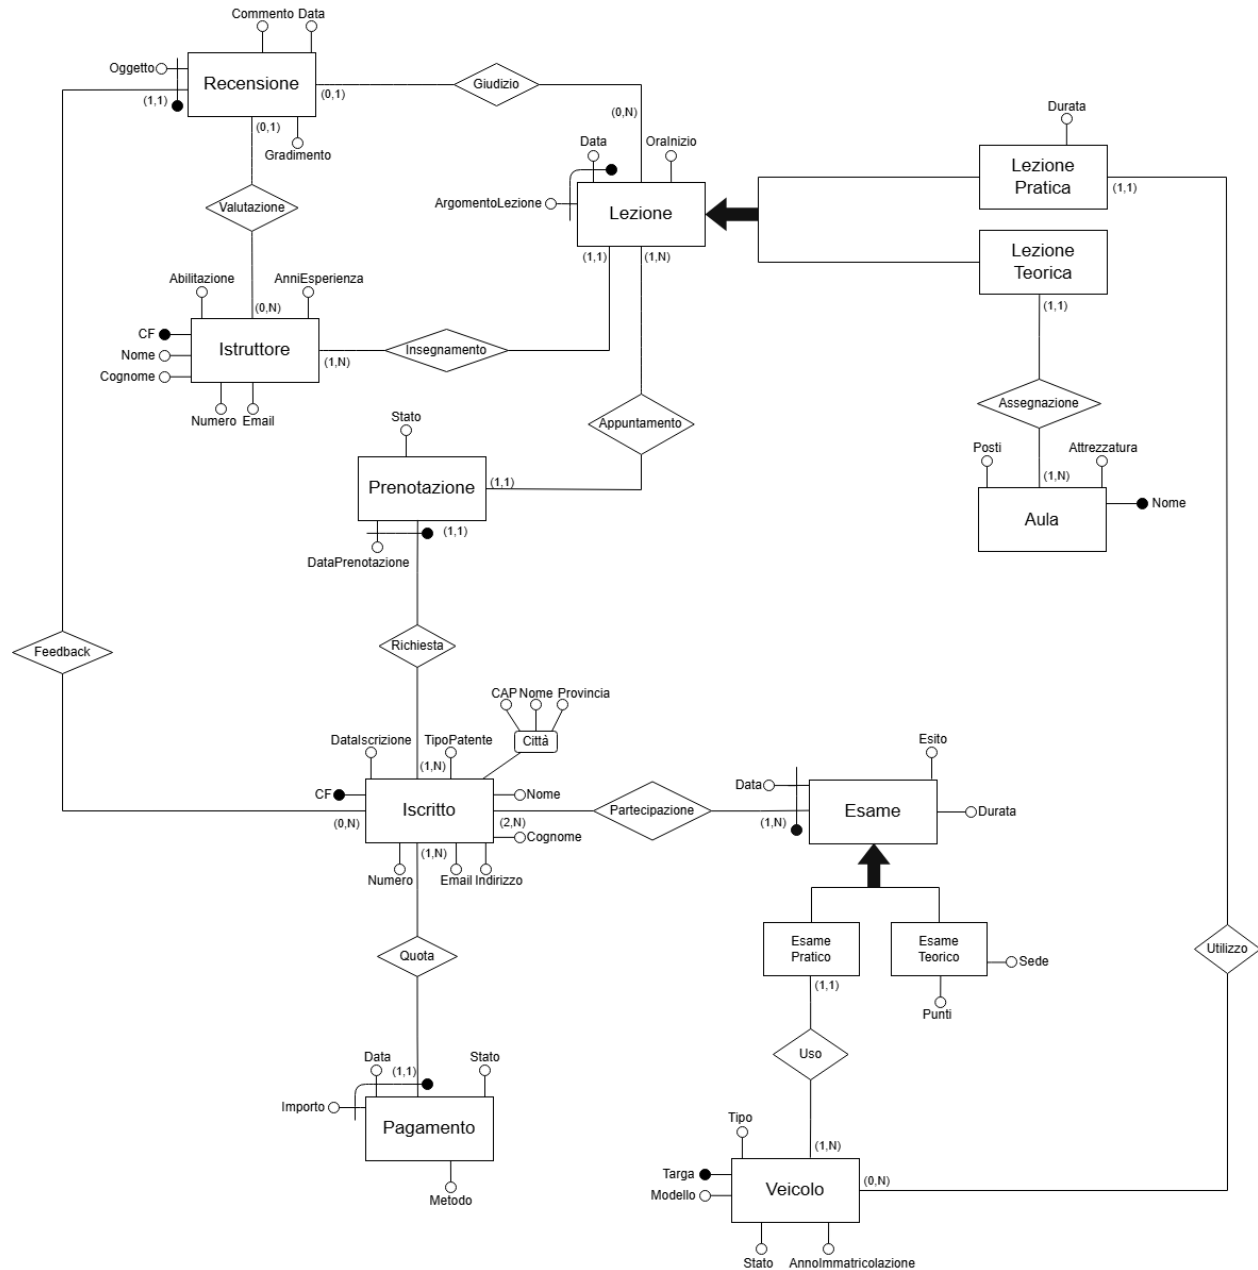 Commento Data
Oggetto
Recensione
(1,1)
(0,1)
(0,1)
Gradimento
Giudizio
(0,N)
Durata
Data
OraInizio
Lezione
Pratica
(1,1)
ArgomentoLezione
Lezione
Valutazione
Lezione
Teorica
(1,1)
(1,N)
(1,1)
Abilitazione
AnniEsperienza
(0,N)
CF
Nome
Cognome
Istruttore
(1,N)
Insegnamento
Numero Email
Assegnazione
Stato
Appuntamento
Posti
Attrezzatura
(1,N)
Prenotazione
(1,1)
Aula
Nome
(1,1)
DataPrenotazione
Richiesta
Feedback
CAP Nome Provincia
Città
DataIscrizione
TipoPatente
(1,N)
Esito
CF
Nome
Data
Iscritto
Partecipazione
Esame
Durata
(0,N)
(2,N)
(1,N)
Cognome
(1,N)
Numero
Email Indirizzo
Esame
Pratico
Esame
Teorico
Quota
Utilizzo
Sede
(1,1)
Punti
Uso
Data
Stato
(1,1)
Importo
Pagamento
Tipo
(1,N)
Metodo
Targa
Modello
Veicolo
(0,N)
Stato
AnnoImmatricolazione